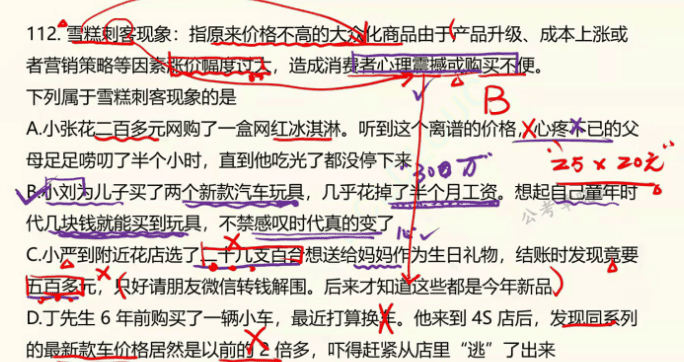 112. 雪糕刺客现象：指原来价格不高的大众化商品由于产品升级、成本上涨或
者营销策略等因素涨价幅度过大，造成消费者心理震撼或购买不便。
下列属于雪糕刺客现象的是
B
A.小张花二百多元网购了一盒网红冰淇淋。听到这个离谱的价格，心疼不已的父
母足足唠叨了半个小时，直到他吃光了都没停下来
"300万"
"25×20元"
B.小刘为儿子买了两个新款汽车玩具，几乎花掉了半个月工资。想起自己童年时
代几块钱就能买到玩具，不禁感叹时代真的变了
公考
C.小严到附近花店选了二十几支百合想送给妈妈作为生日礼物，结账时发现竟要
五百多元，只好请朋友微信转钱解围。后来才知道这些都是今年新品
D.丁先生 6 年前购买了一辆小车，最近打算换车。他来到 4S 店后，发现同系列
的最新款车价格居然是以前的 2 倍多，吓得赶紧从店里“逃”了出来